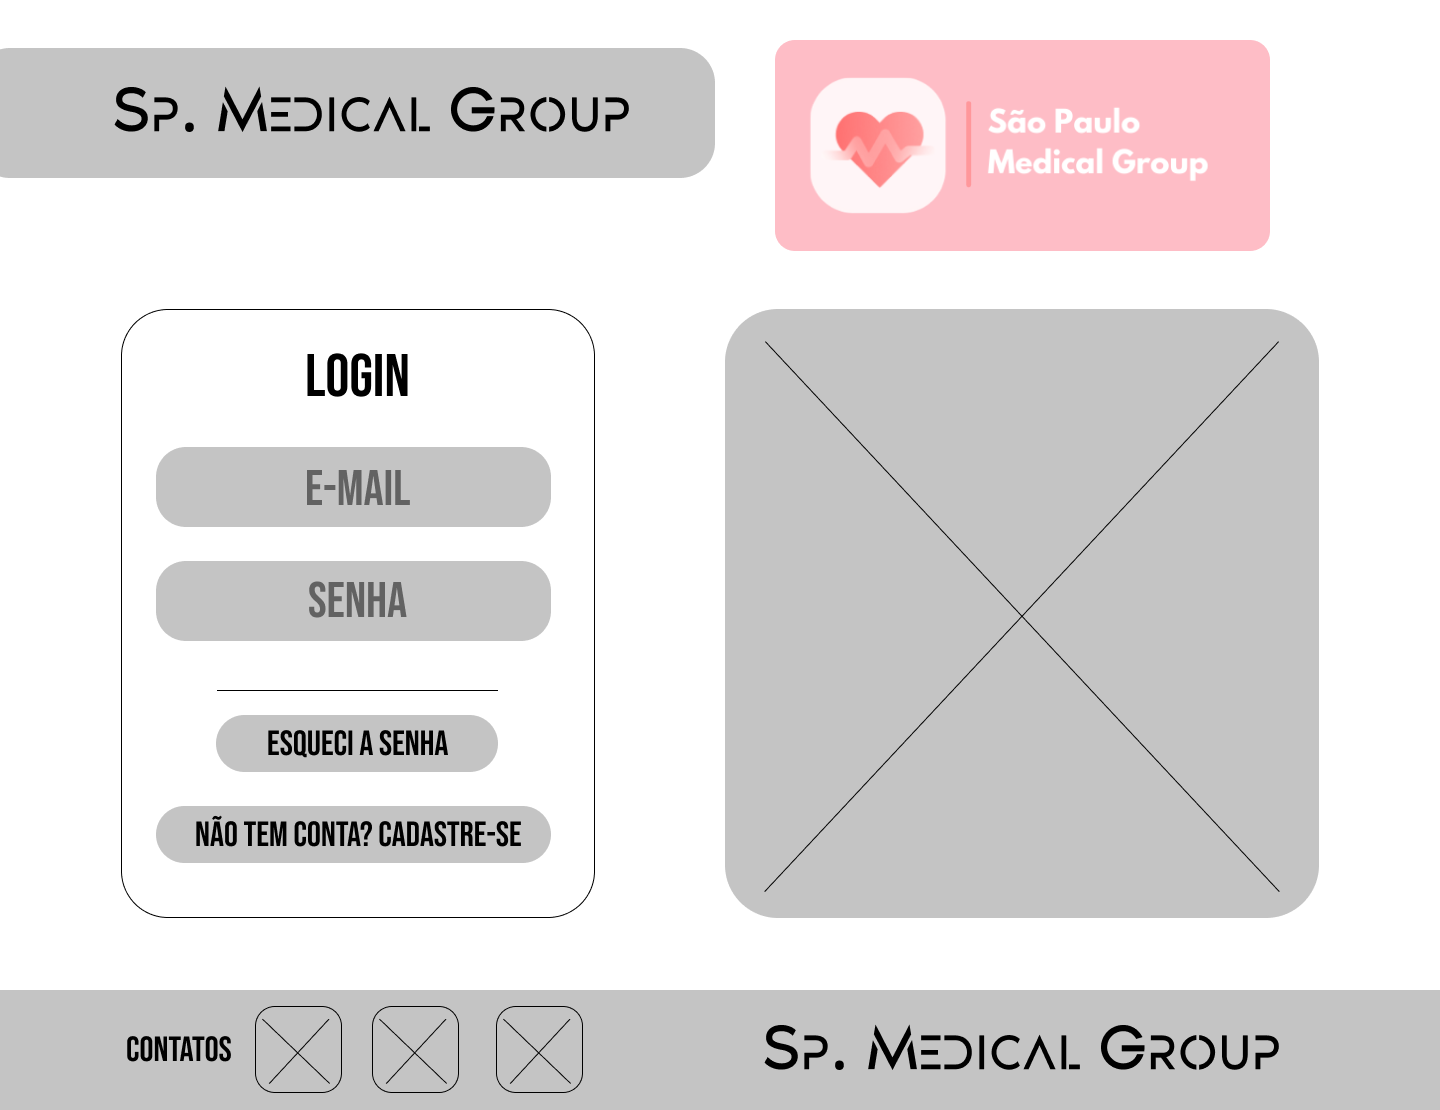 Sp. Medical Group
São Paulo
Medical Group
LOGIN
E-MAIL
SENHA
ESQUECI A SENHA
NÃO TEM CONTA? CADASTRE-SE
CONTATOS
Sp. Medical Group